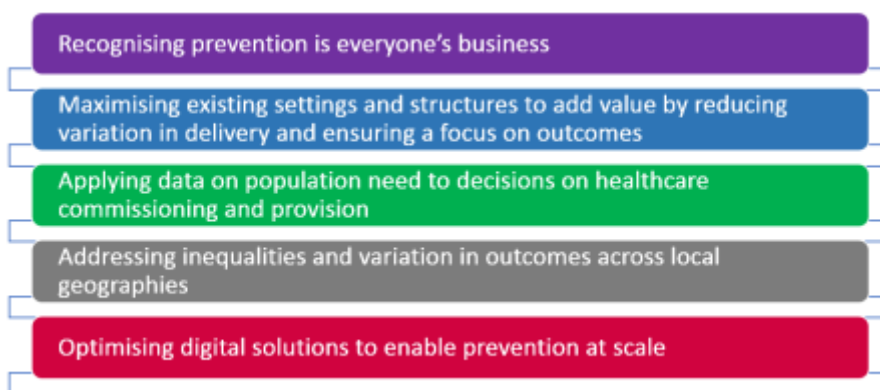 Recognising prevention is everyone's business
Maximising existing settings and structures to add value by reducing
variation in delivery and ensuring a focus on outcomes
Applying data on population need to decisions on healthcare
commissioning and provision
Addressing inequalities and variation in outcomes across local
geographies
Optimising digital solutions to enable prevention at scale